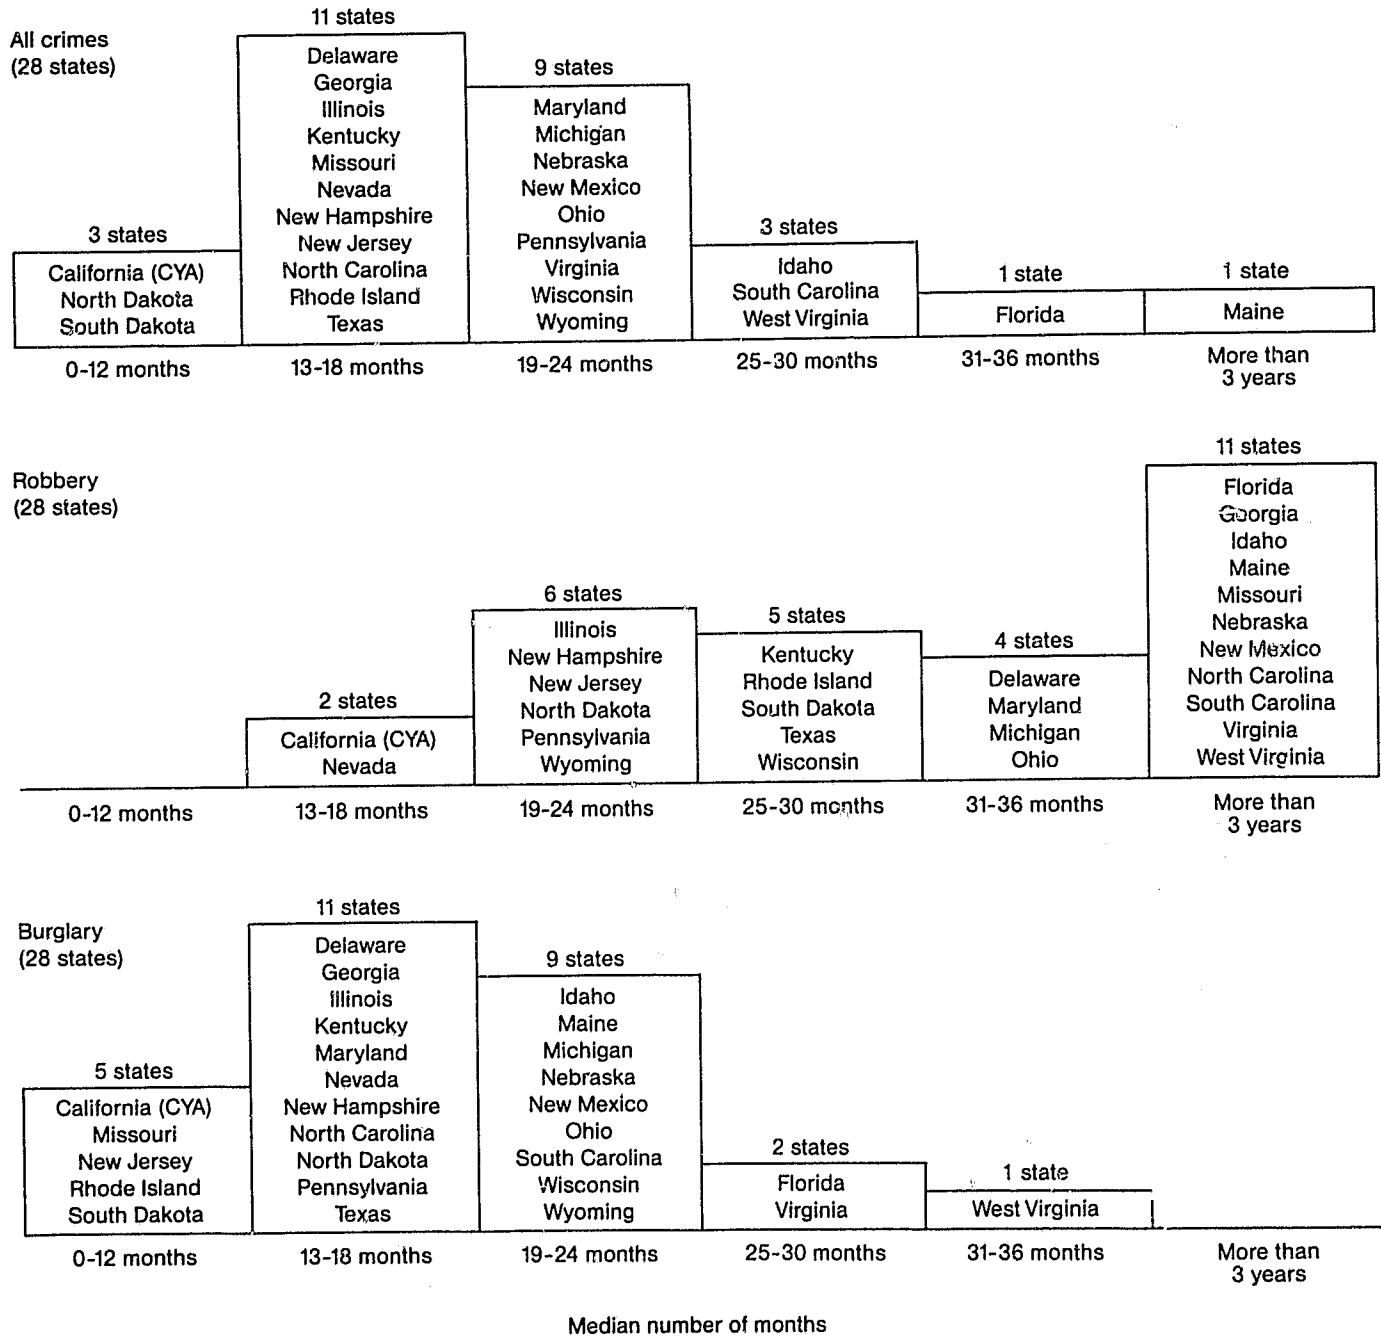 All crimes
(28 states)
3 states
California (CYA)
North Dakota
South Dakota
0-12 months
11 states
Delaware
Georgia
Illinois
Kentucky
Missouri
Nevada
New Hampshire
New Jersey
North Carolina
Rhode Island
Texas
13-18 months
9 states
Maryland
Michigan
Nebraska
New Mexico
Ohio
Pennsylvania
Virginia
Wisconsin
Wyoming
19-24 months
3 states
Idaho
South Carolina
West Virginia
25-30 months
1 state
Florida
31-36 months
1 state
Maine
More than
3 years
Robbery
(28 states)
0-12 months
2 states
California (CYA)
Nevada
13-18 months
6 states
Illinois
New Hampshire
New Jersey
North Dakota
Pennsylvania
Wyoming
19-24 months
5 states
Kentucky
Rhode Island
South Dakota
Texas
Wisconsin
25-30 months
4 states
Delaware
Maryland
Michigan
Ohio
31-36 months
11 states
Florida
Georgia
Idaho
Maine
Missouri
Nebraska
New Mexico
North Carolina
South Carolina
Virginia
West Virginia
More than
3 years
Burglary
(28 states)
5 states
California (CYA)
Missouri
New Jersey
Rhode Island
South Dakota
0-12 months
11 states
Delaware
Georgia
Illinois
Kentucky
Maryland
Nevada
New Hampshire
North Carolina
North Dakota
Pennsylvania
Texas
13-18 months
9 states
Idaho
Maine
Michigan
Nebraska
New Mexico
Ohio
South Carolina
Wisconsin
Wyoming
19-24 months
2 states
Florida
Virginia
25-30 months
1 state
West Virginia
31-36 months
More than
3 years
Median number of months